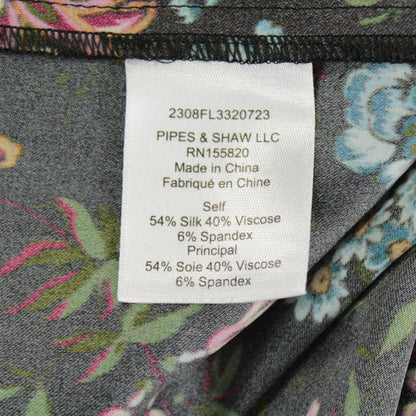 2308FL3320723
PIPES & SHAW LLC
RN155820
Made in China
Fabriqué en Chine
Self
54% Silk 40% Viscose
6% Spandex
Principal
54% Soie 40% Viscose
6% Spandex